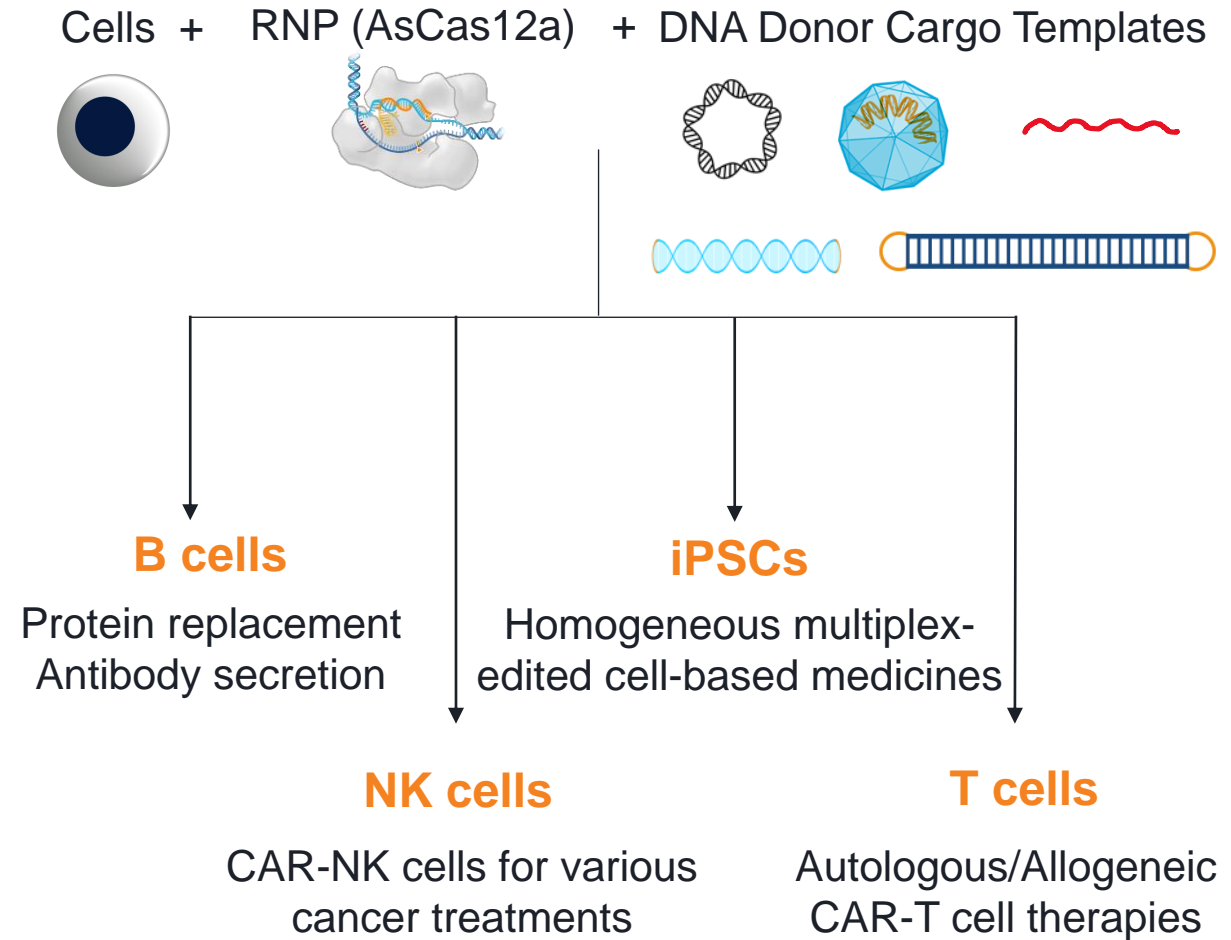 Cells + RNP (AsCas12a) + DNA Donor Cargo Templates
B cells
Protein replacement
Antibody secretion
iPSCs
Homogeneous multiplex-
edited cell-based medicines
NK cells
CAR-NK cells for various
cancer treatments
T cells
Autologous/Allogeneic
CAR-T cell therapies